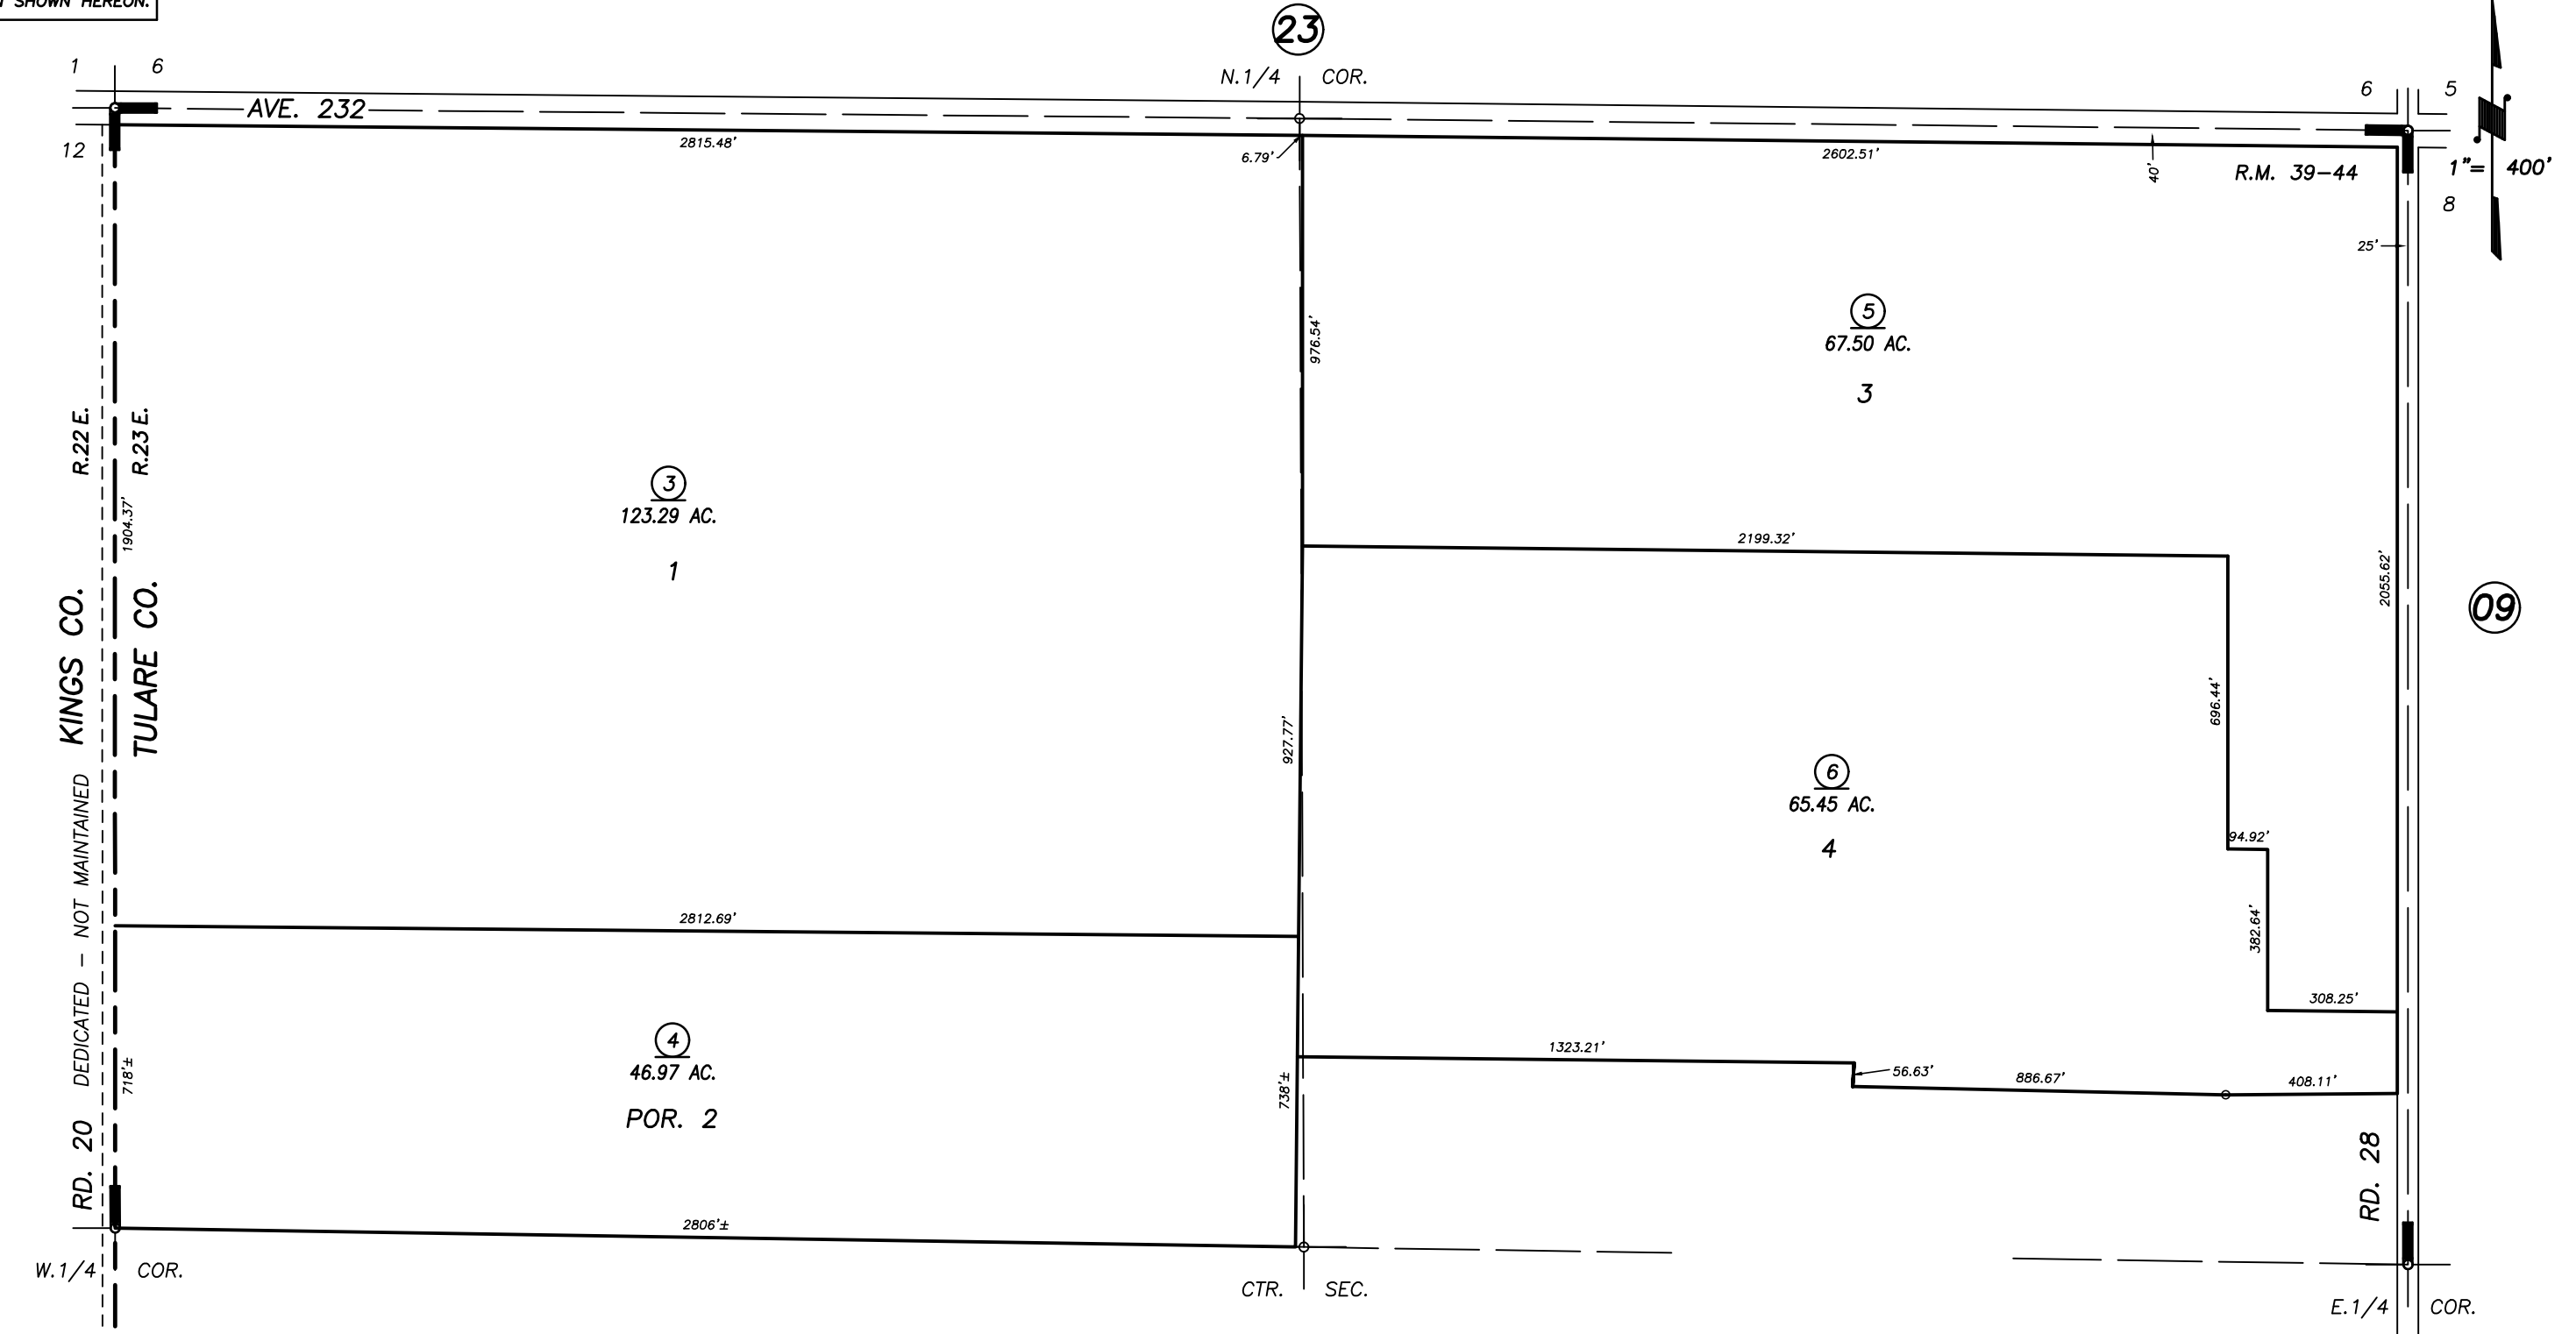 SHOWN HEREON.
23
1 6
N.1/4 COR.
6 5
AVE. 232
12
2815.48'
6.79'
2602.51'
40'
R.M. 39-44
1"= 400'
8
25'
5
67.50 AC.
3
976.54'
R.22 E.
R.23 E.
1904.37'
3
123.29 AC.
1
2199.32'
2055.62'
09
KINGS CO.
TULARE CO.
696.44'
927.77'
6
65.45 AC.
4
94.92'
382.64'
2812.69'
308.25'
RD. 20 DEDICATED - NOT MAINTAINED
718'±
4
46.97 AC.
POR. 2
738'±
1323.21'
56.63'
886.67'
408.11'
RD. 28
2806'±
W.1/4 COR.
CTR. SEC.
E.1/4 COR.